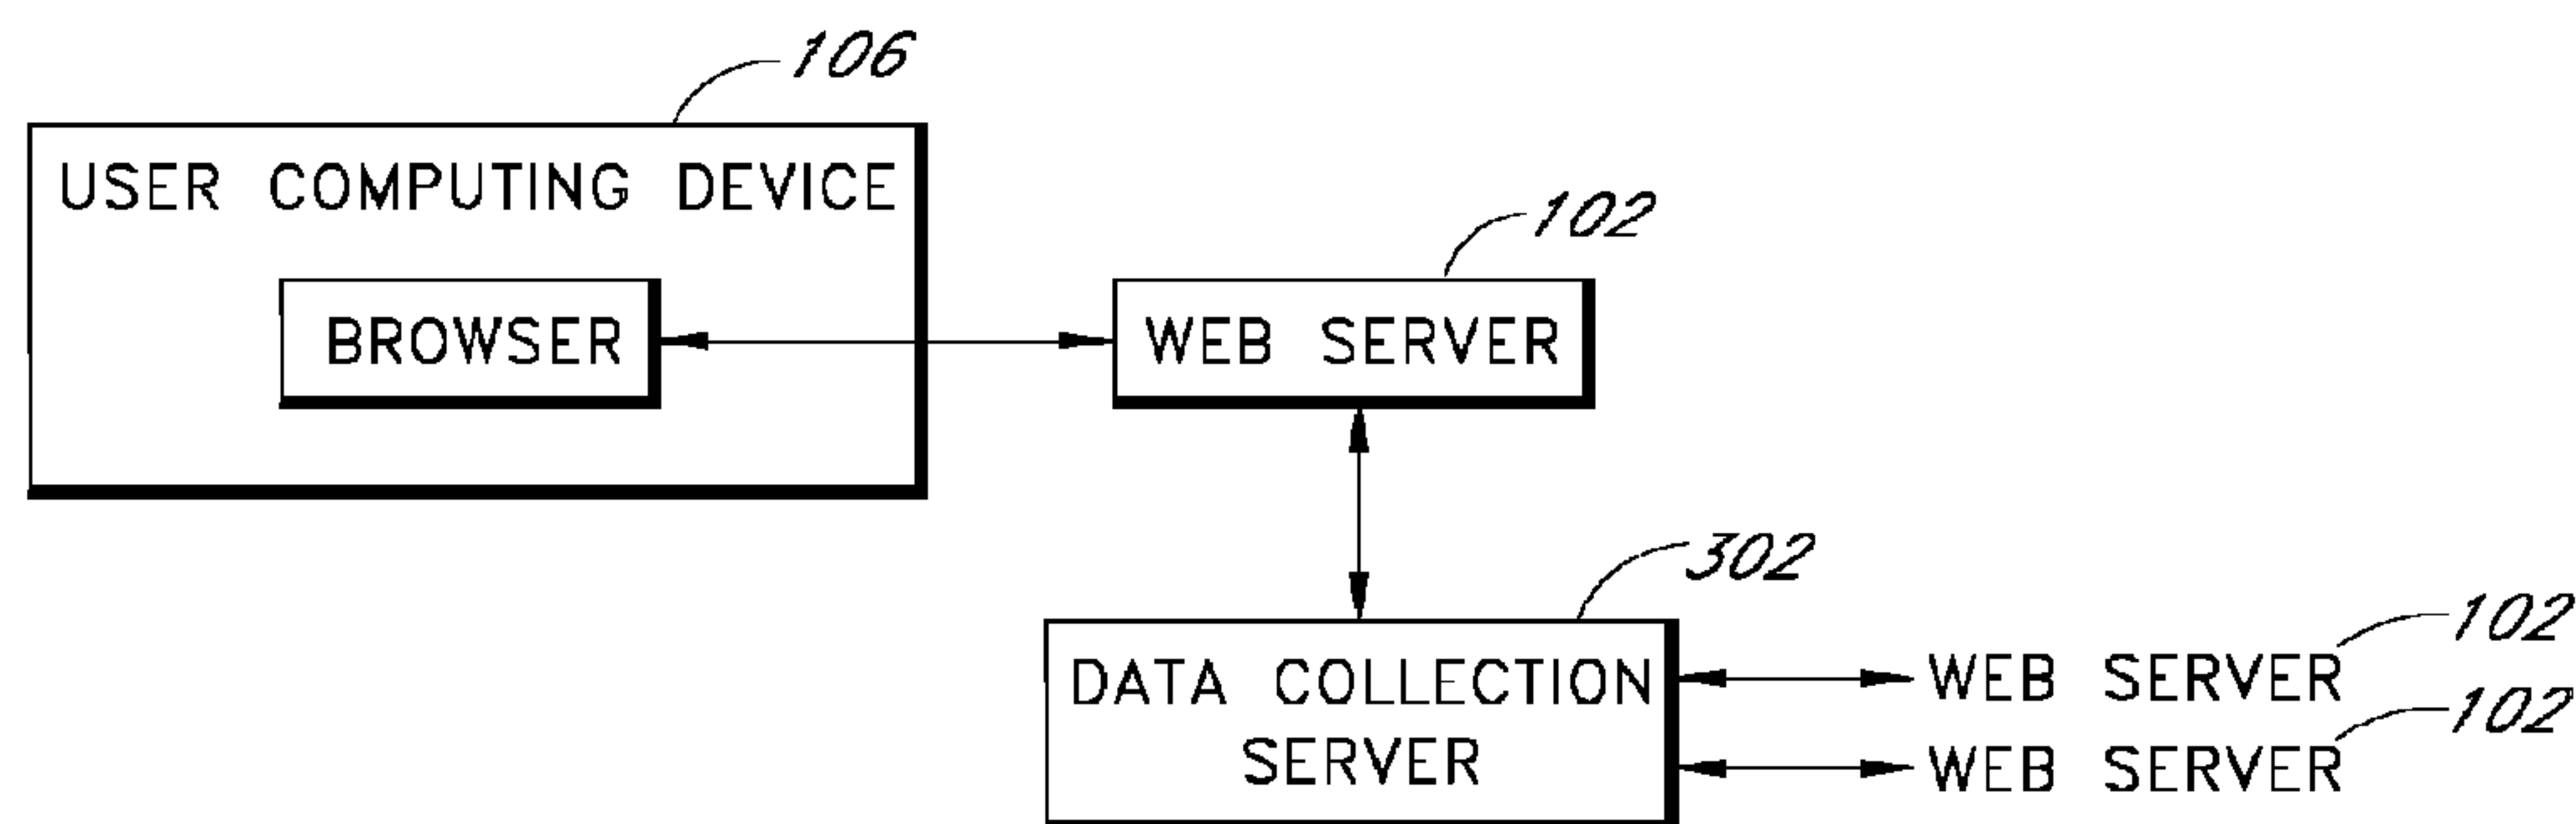 106
USER COMPUTING DEVICE
102
BROWSER
WEB SERVER
302
102
DATA COLLECTION
WEB SERVER
102
SERVER
WEB SERVER